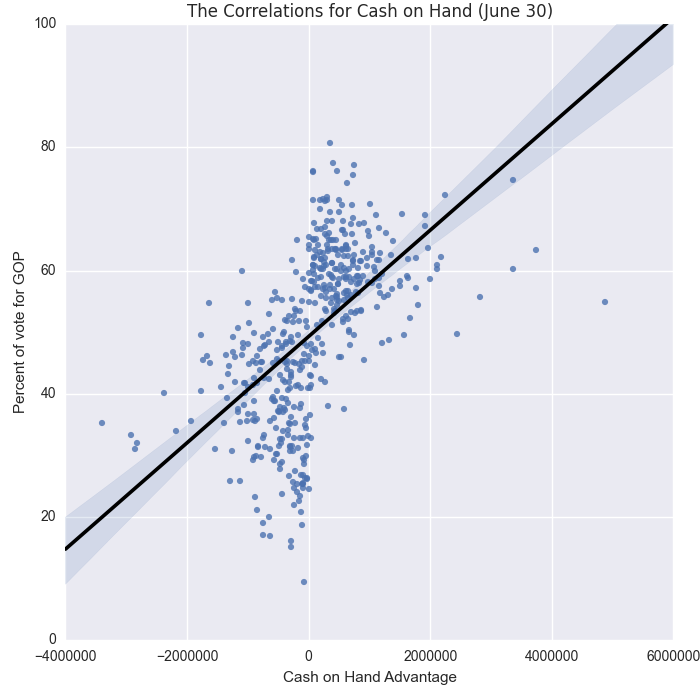 The Correlations for Cash on Hand (June 30)
100
80
60
40
20
0
Percent of vote for GOP
−4000000 −2000000 0 2000000 4000000 6000000
Cash on Hand Advantage